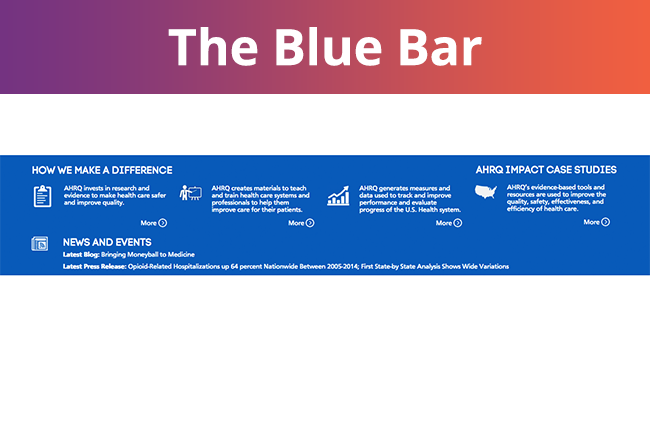 The Blue Bar
HOW WE MAKE A DIFFERENCE
AHRQ invests in research and
evidence to make health care safer
and improve quality.
More
AHRQ creates materials to teach
and train health care systems and
professionals to help them
improve care for their patients.
More
AHRQ generates measures and
data used to track and improve
performance and evaluate
progress of the U.S. Health system.
More
AHRQ IMPACT CASE STUDIES
AHRQ's evidence-based tools and
resources are used to improve the
quality, safety, effectiveness, and
efficiency of health care.
More
NEWS AND EVENTS
Latest Blog: Bringing Moneyball to Medicine
Latest Press Release: Opioid-Related Hospitalizations up 64 percent Nationwide Between 2005-2014; First State-by State Analysis Shows Wide Variations